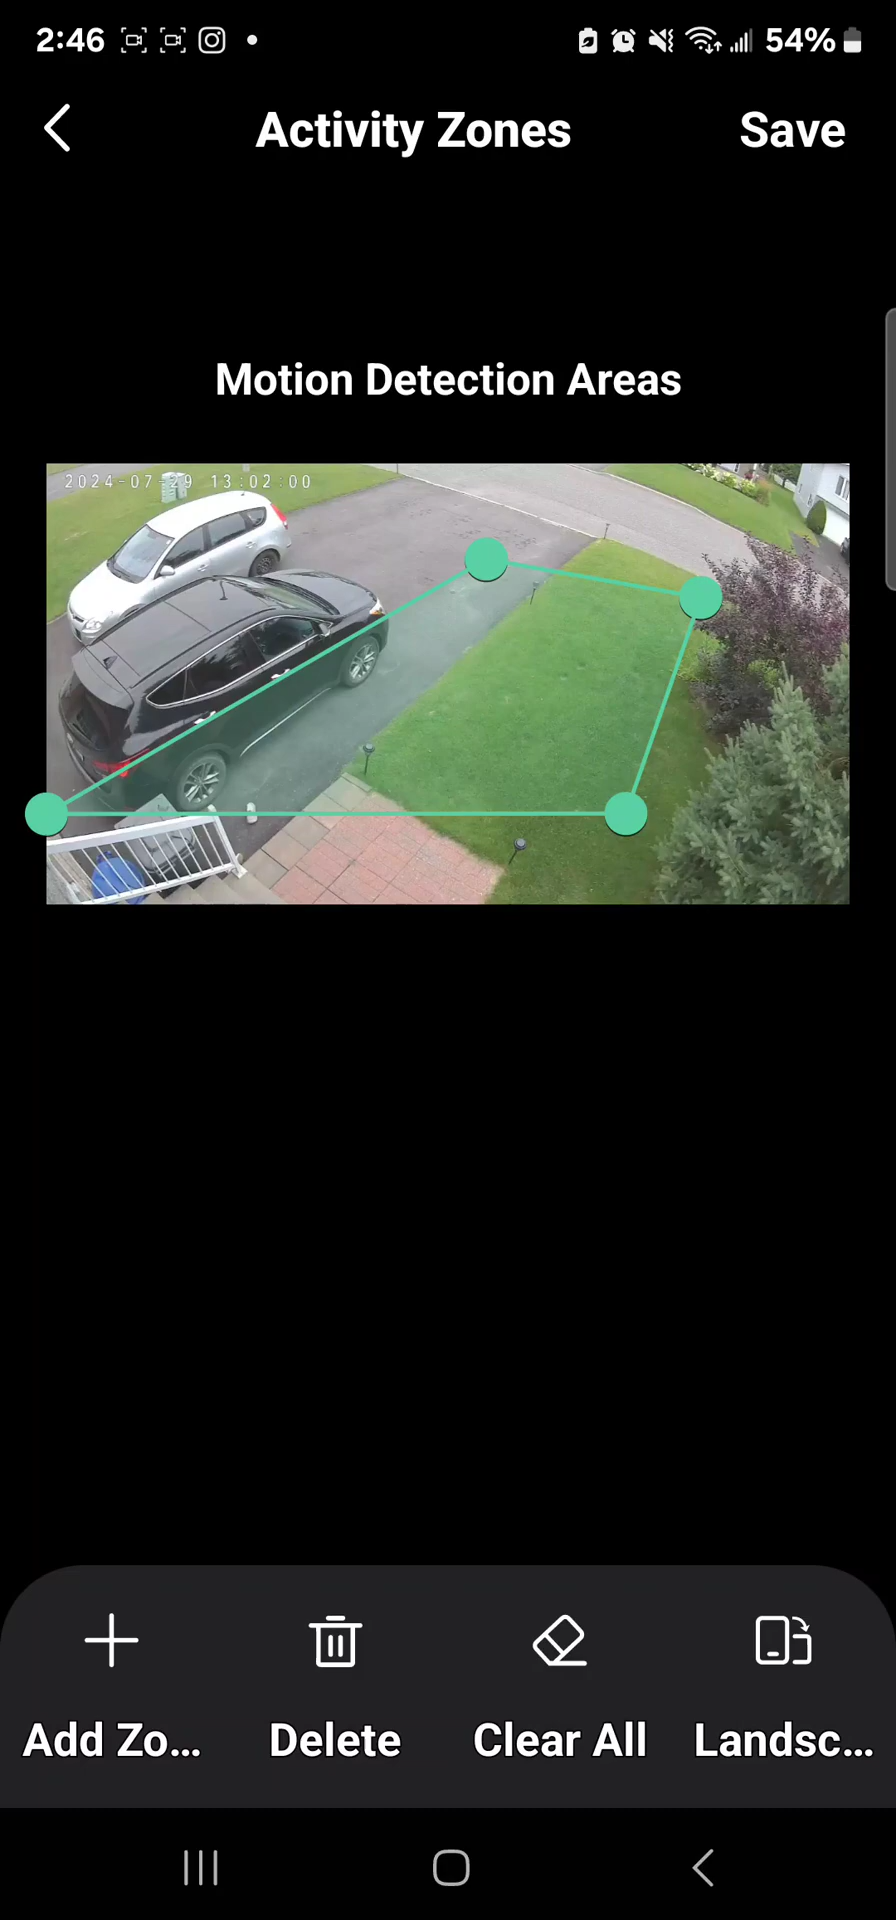 2:46 54%
Activity Zones Save
Motion Detection Areas
2024-07-29 13:02:00
Add Zo... Delete Clear All Landsc...